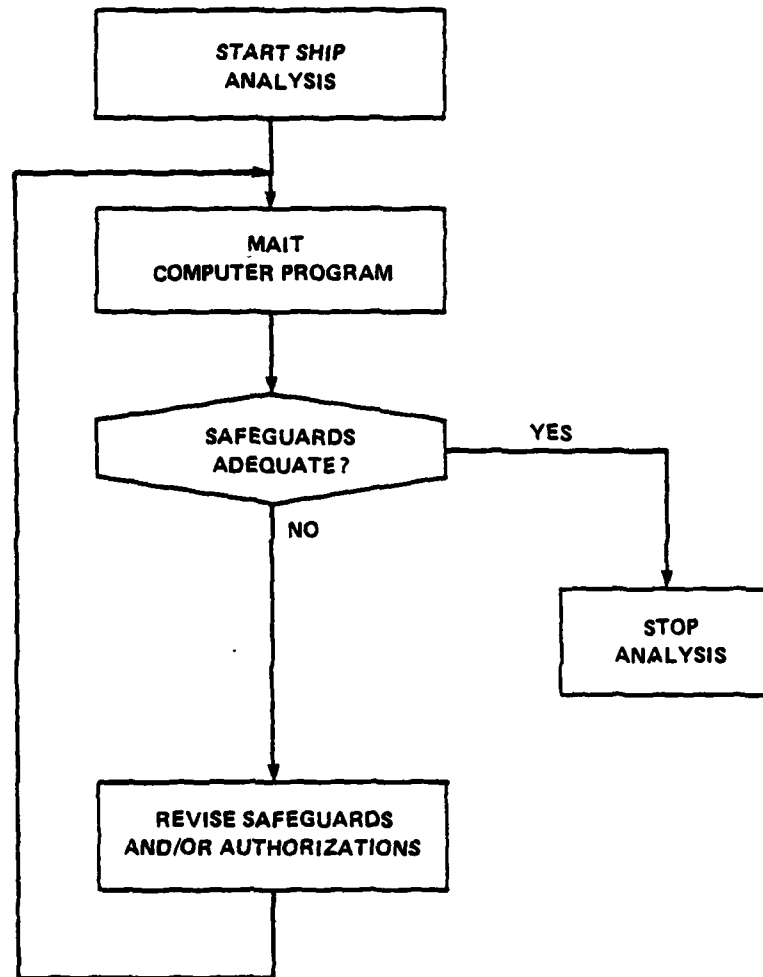 START SHIP
ANALYSIS
MAIT
COMPUTER PROGRAM
SAFEGUARDS
ADEQUATE?
YES
NO
STOP
ANALYSIS
REVISE SAFEGUARDS
AND/OR AUTHORIZATIONS